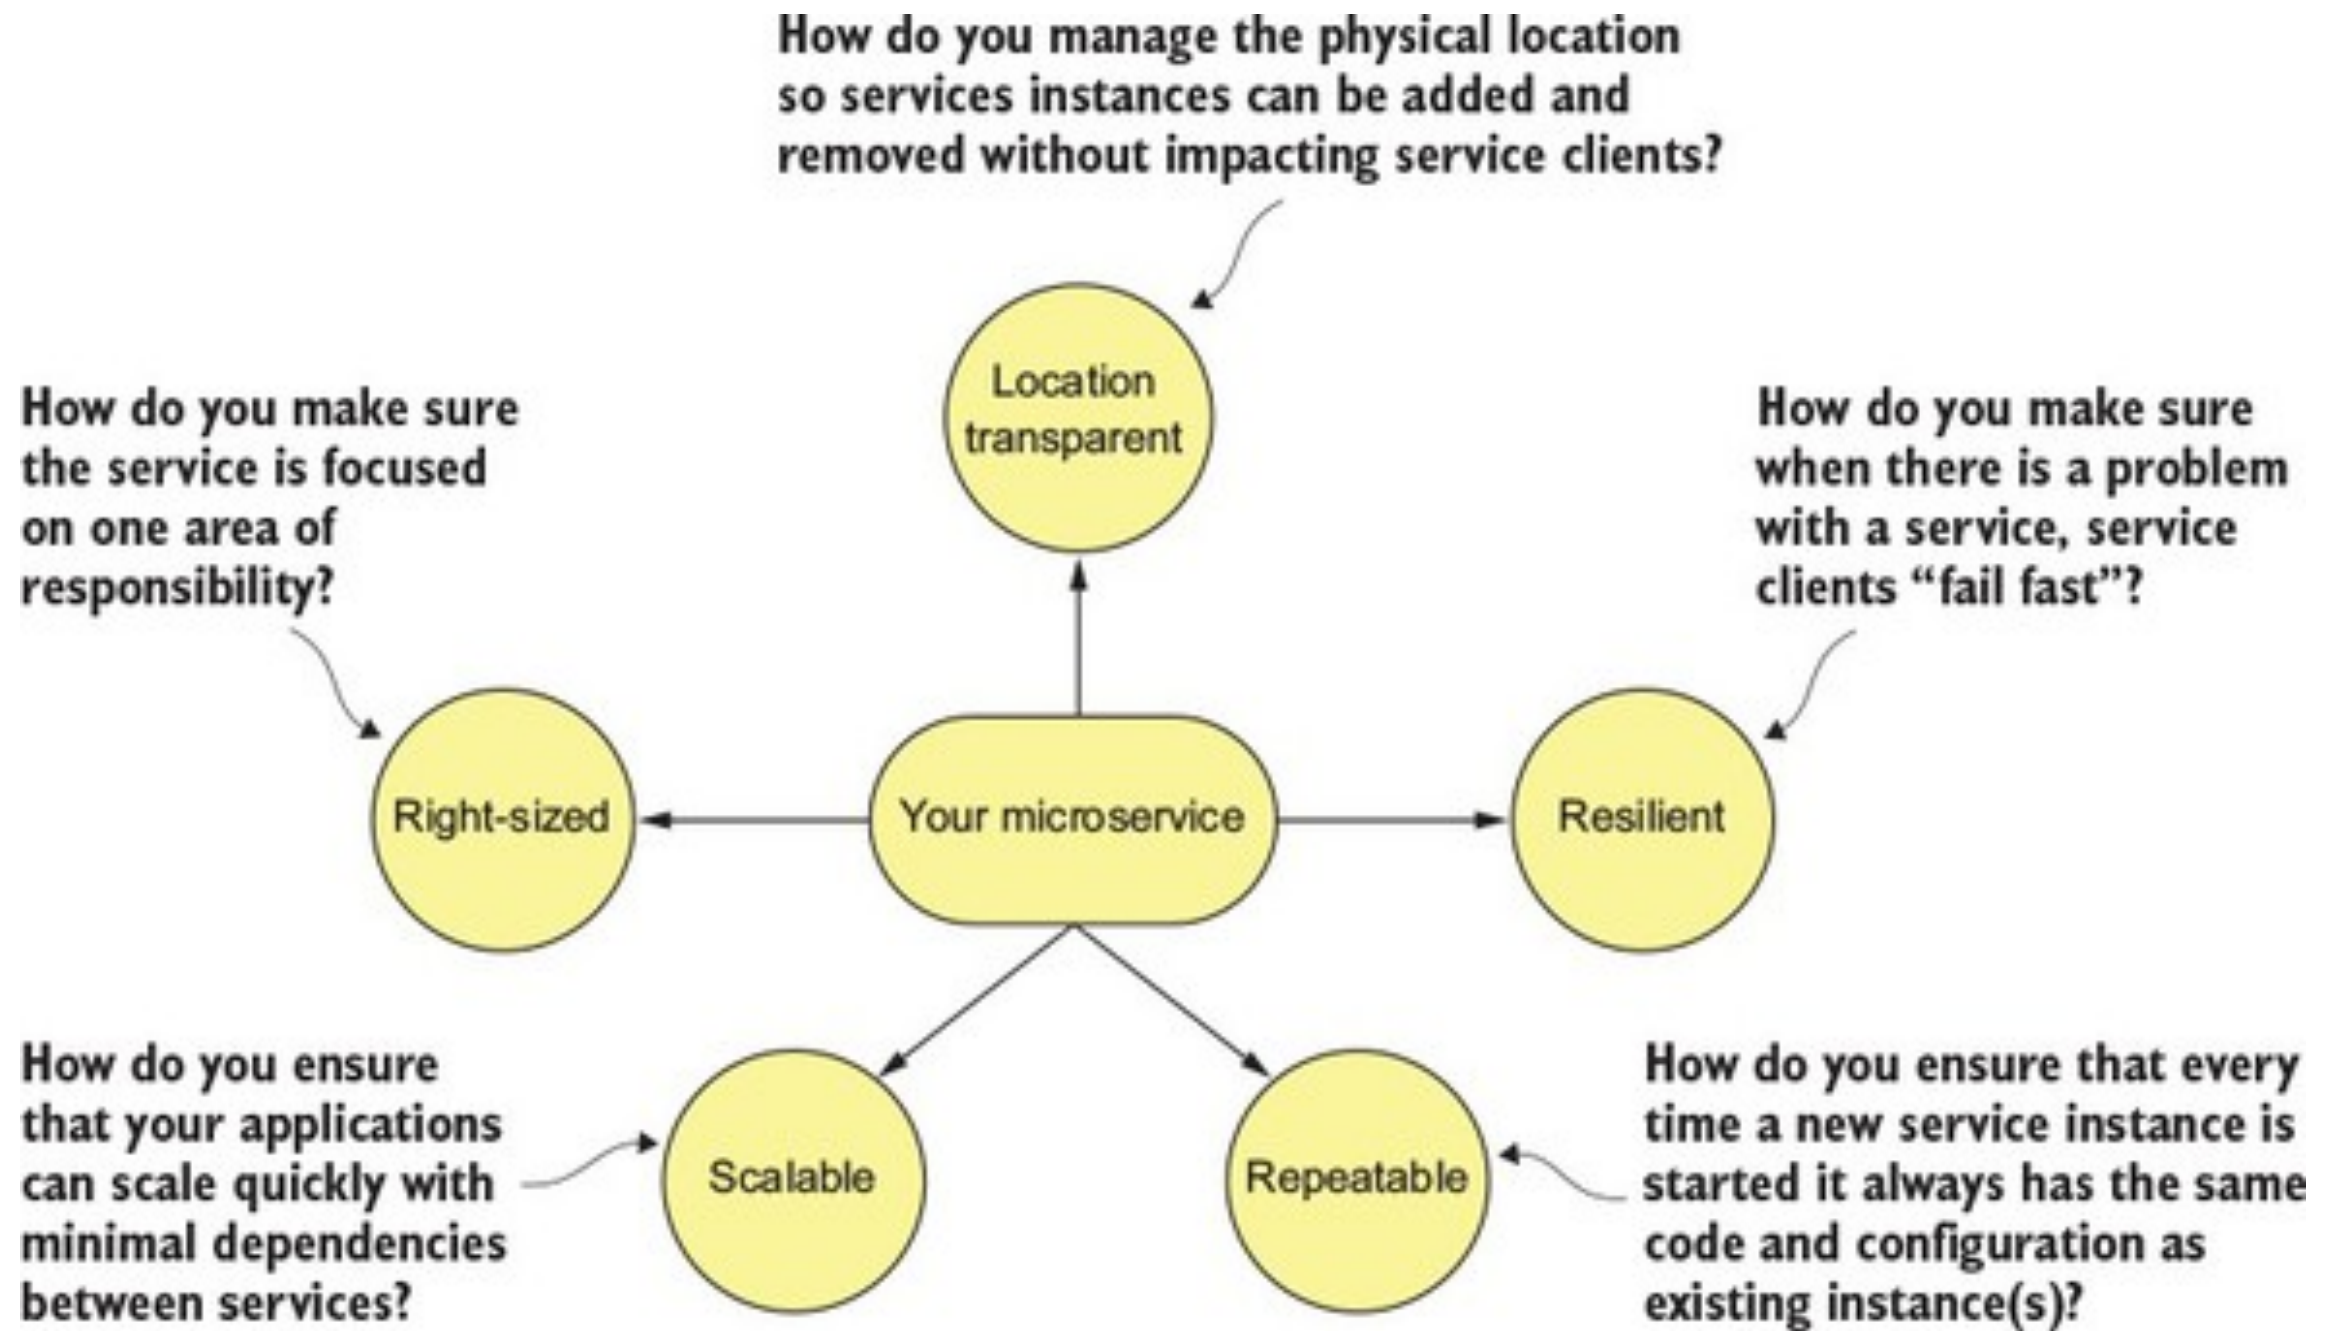 How do you manage the physical location
so services instances can be added and
removed without impacting service clients?
Location
transparent
How do you make sure
the service is focused
on one area of
responsibility?
How do you make sure
when there is a problem
with a service, service
clients “fail fast”?
Right-sized
Your microservice
Resilient
How do you ensure
that your applications
can scale quickly with
minimal dependencies
between services?
Scalable
Repeatable
How do you ensure that every
time a new service instance is
started it always has the same
code and configuration as
existing instance(s)?